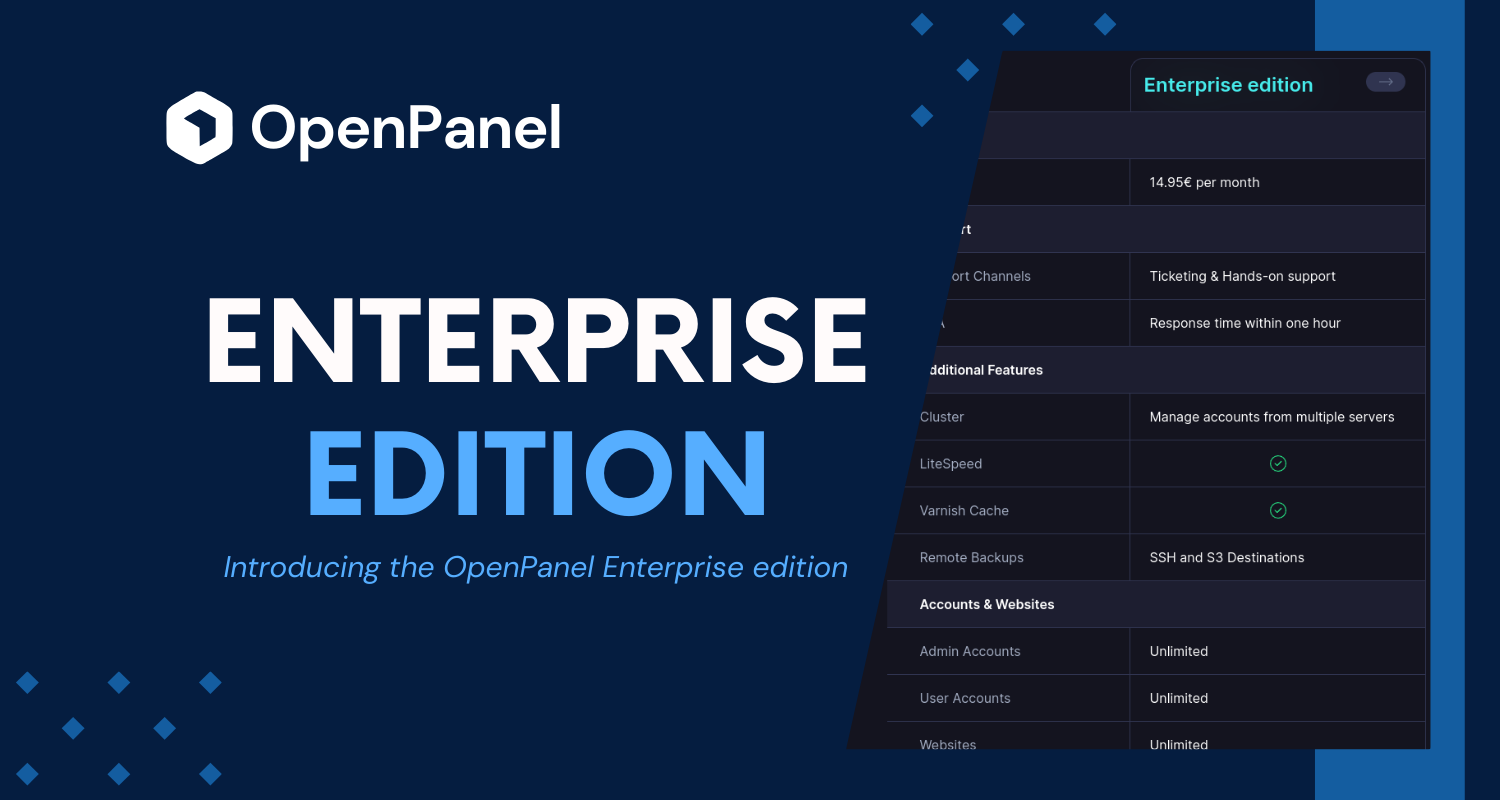 OpenPanel
ENTERPRISE
EDITION
Introducing the OpenPanel Enterprise edition
Enterprise edition
14.95€ per month
rt
ort Channels
Ticketing & Hands-on support
A
Response time within one hour
dditional Features
Cluster
Manage accounts from multiple servers
LiteSpeed
Varnish Cache
Remote Backups
SSH and S3 Destinations
Accounts & Websites
Admin Accounts
Unlimited
User Accounts
Unlimited
Websites
Unlimited